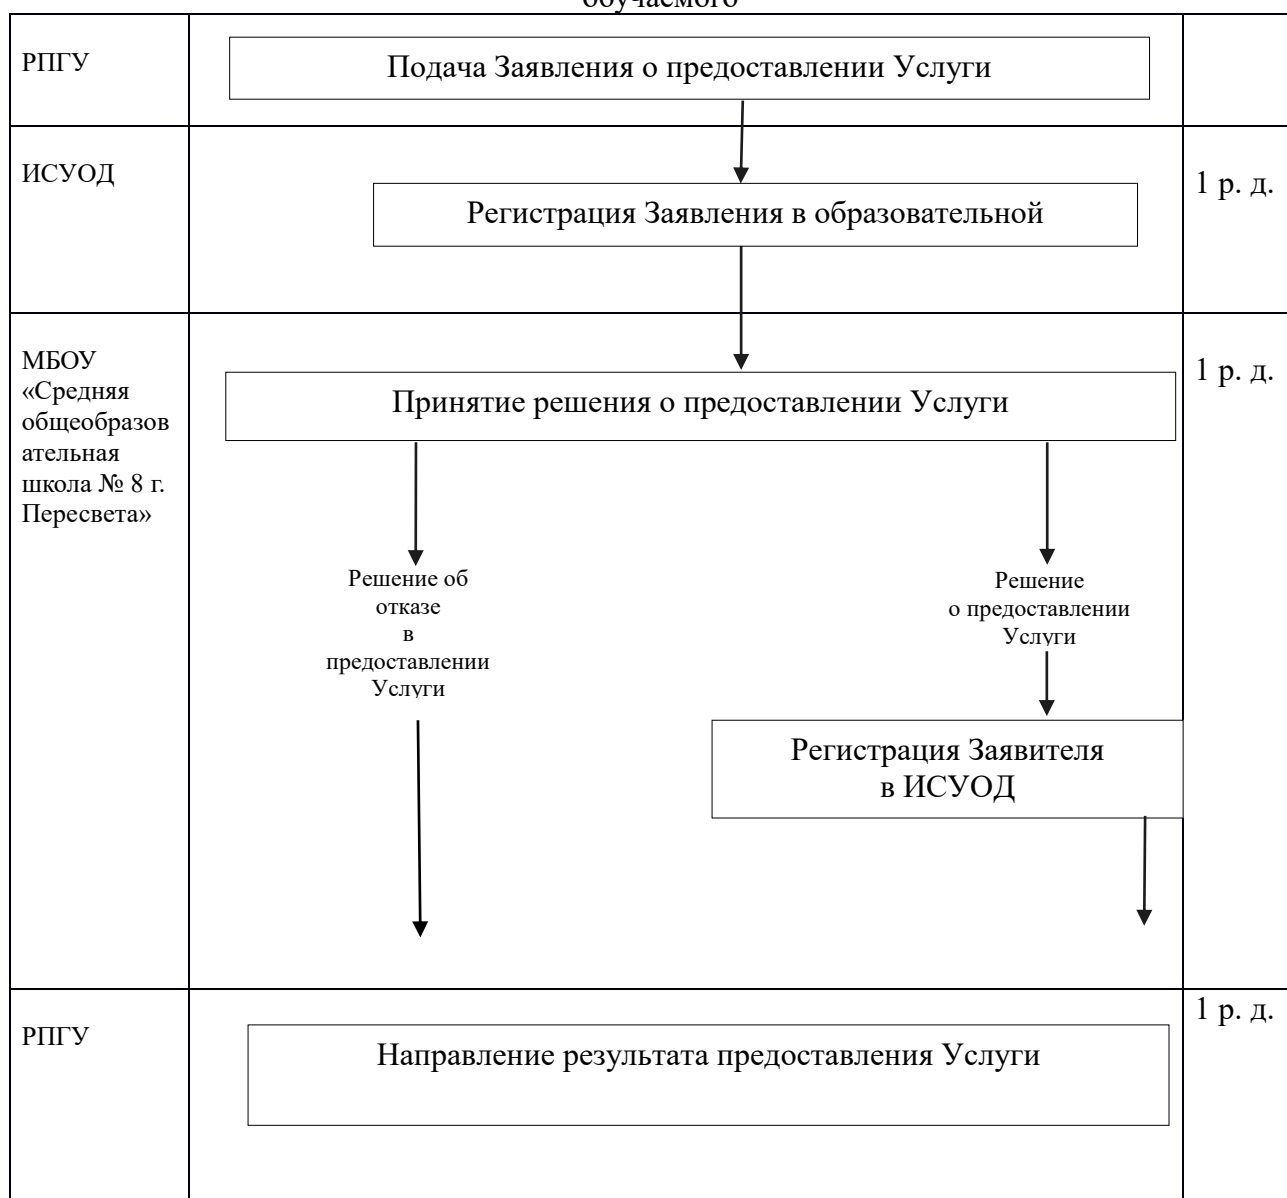 обучаемого
РПГУ
Подача Заявления о предоставлении Услуги
ИСУОД
Регистрация Заявления в образовательной
1 р. д.
МБОУ
«Средняя
общеобразов
ательная
школа № 8 г.
Пересвета»
Принятие решения о предоставлении Услуги
1 р. д.
Решение об
отказе
в
предоставлении
Услуги
Решение
о предоставлении
Услуги
Регистрация Заявителя
в ИСУОД
РПГУ
Направление результата предоставления Услуги
1 р. д.